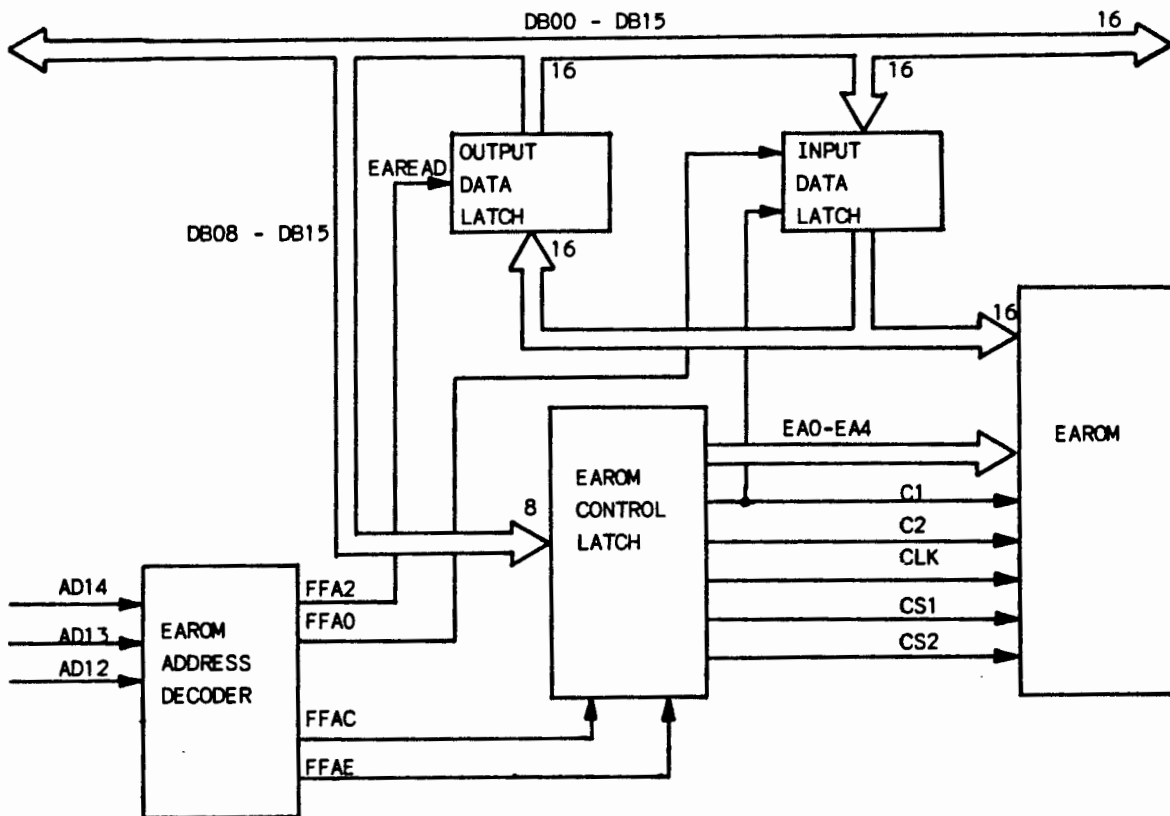 DB00 - DB15
16
16
16
OUTPUT
DATA
LATCH
INPUT
DATA
LATCH
EAREAD
DB08 - DB15
16
16
EA0-EA4
EAROM
EAROM
CONTROL
LATCH
8
C1
C2
CLK
CS1
CS2
AD14
AD13
AD12
EAROM
ADDRESS
DECODER
FFA2
FFA0
FFAC
FFAE